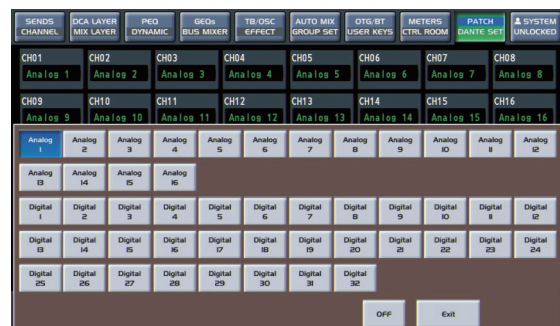 SENDS DCA LAYER PEQ GEQs TB/OSC AUTO MIX OTG/BT METERS PATCH SYSTEM
CHANNEL MIX LAYER DYNAMIC BUS MIXER EFFECT GROUP SET USER KEYS CTRL ROOM DANTE SET UNLOCKED
CH01 CH02 CH03 CH04 CH05 CH06 CH07 CH08
Analog 1 Analog 2 Analog 3 Analog 4 Analog 5 Analog 6 Analog 7 Analog 8
CH09 CH10 CH11 CH12 CH13 CH14 CH15 CH16
Analog 9 Analog 10 Analog 11 Analog 12 Analog 13 Analog 14 Analog 15 Analog 16
Analog Analog Analog Analog Analog Analog Analog Analog Analog Analog Analog Analog
1 2 3 4 5 6 7 8 9 10 11 12
Analog Analog Analog Analog
13 14 15 16
Digital Digital Digital Digital Digital Digital Digital Digital Digital Digital Digital Digital
1 2 3 4 5 6 7 8 9 10 11 12
Digital Digital Digital Digital Digital Digital Digital Digital Digital Digital Digital Digital
13 14 15 16 17 18 19 20 21 22 23 24
Digital Digital Digital Digital Digital Digital Digital Digital
25 26 27 28 29 30 31 32
OFF Exit